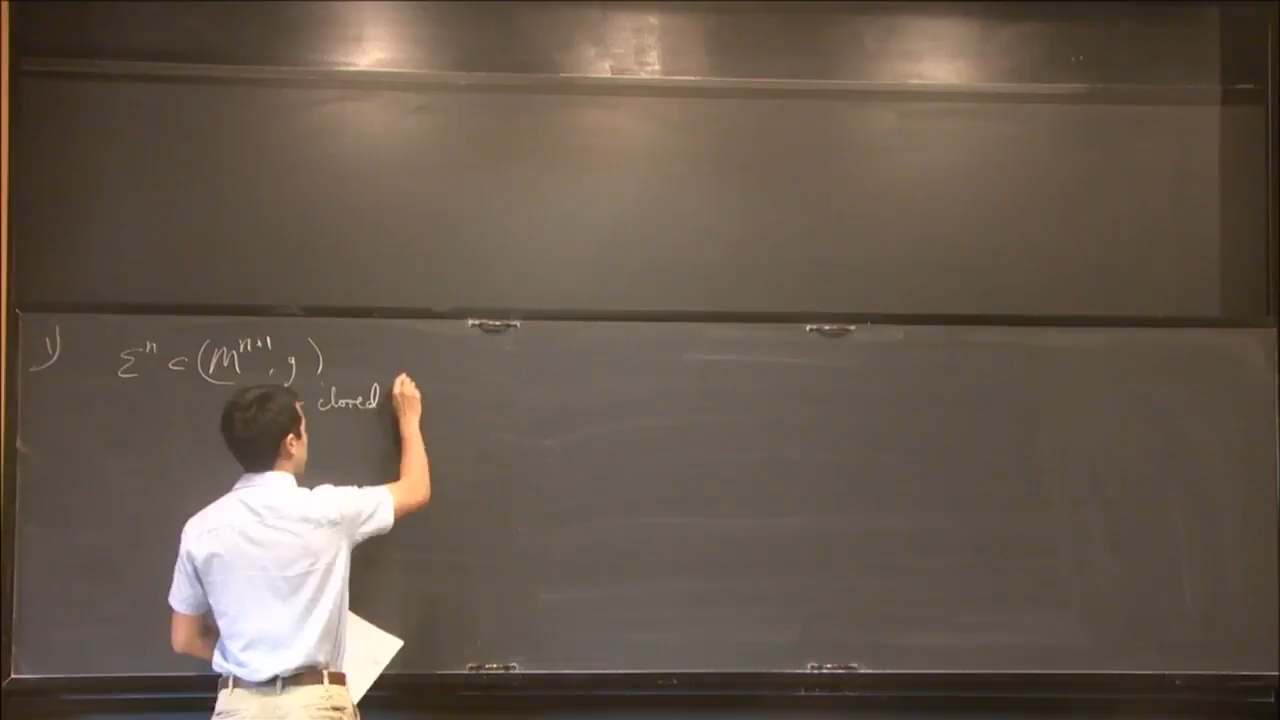 1) Σⁿ ⊂ (Mⁿ⁺¹, g)
closed